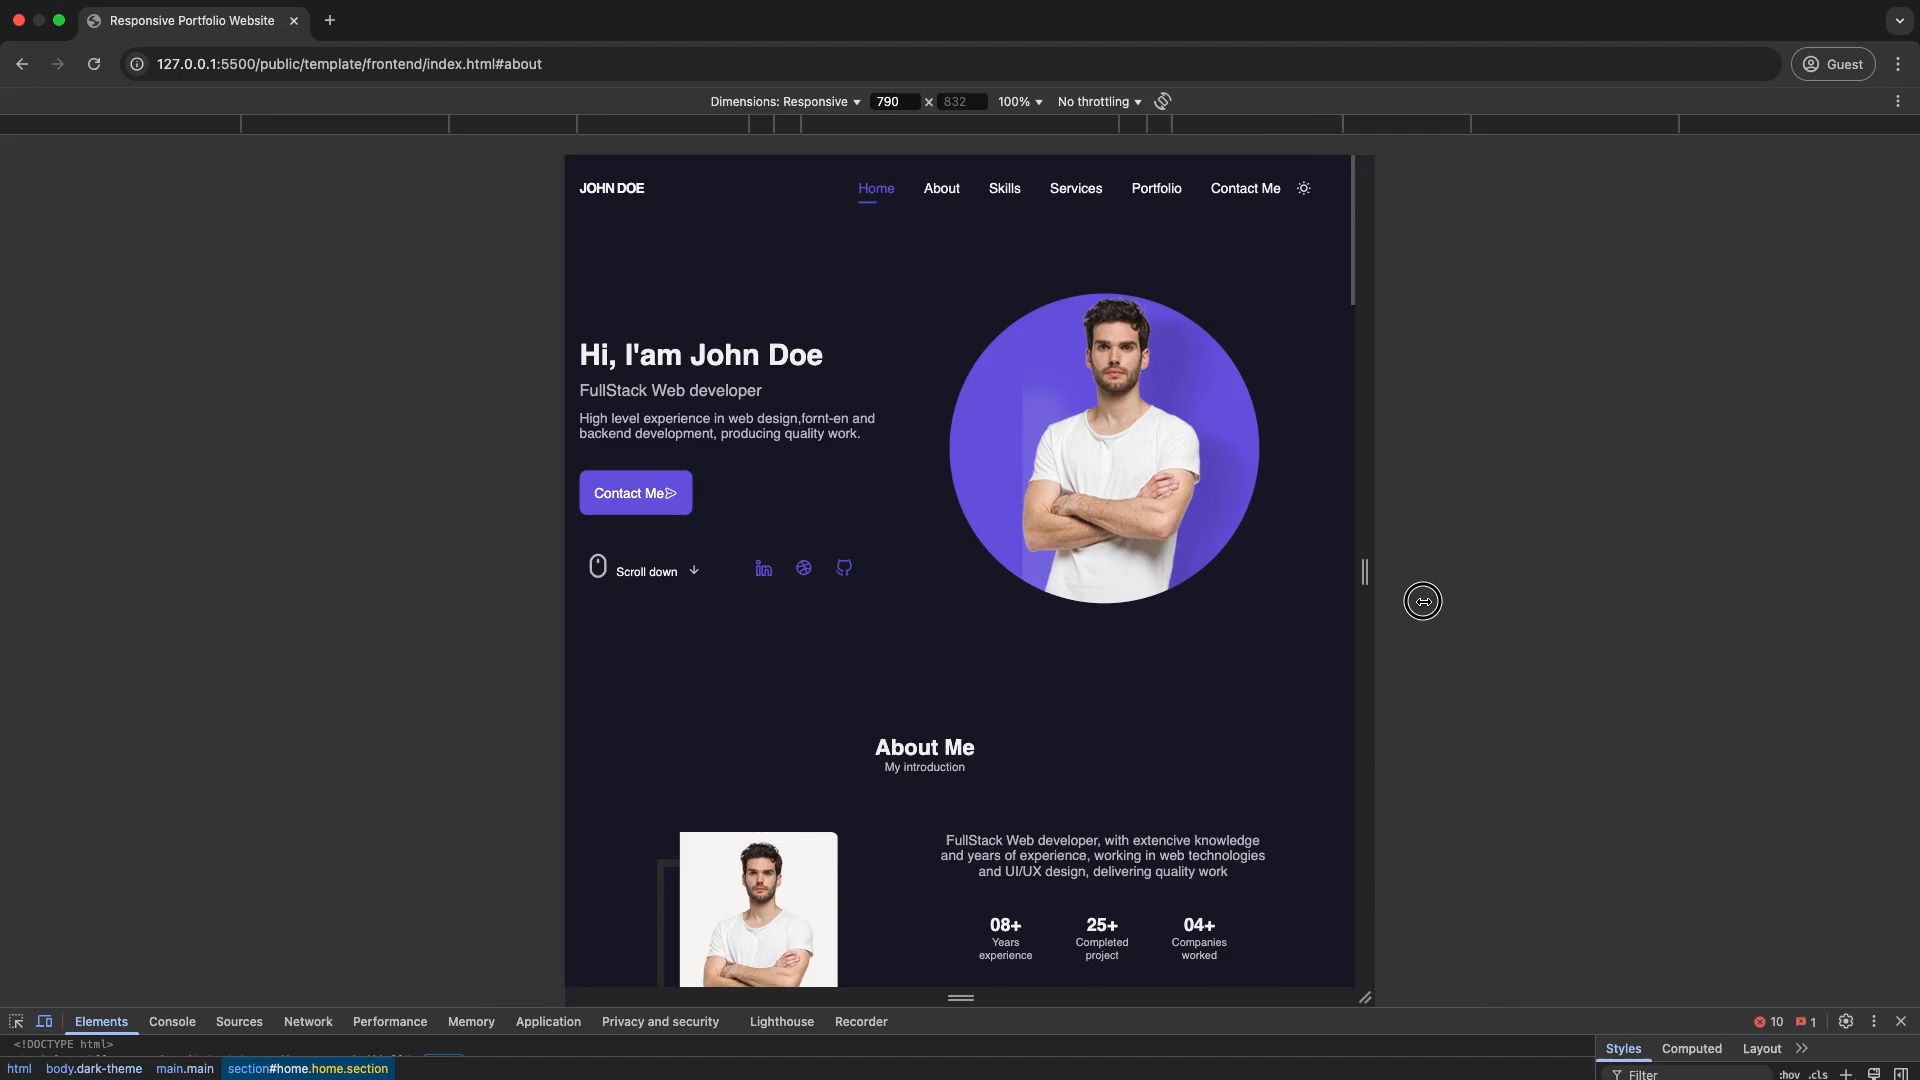 Responsive Portfolio Website
127.0.0.1:5500/public/template/frontend/index.html#about
Guest
Dimensions: Responsive 790 x 832 100% No throttling
JOHN DOE
Home About Skills Services Portfolio Contact Me
Hi, I'am John Doe
FullStack Web developer
High level experience in web design,fornt-en and
backend development, producing quality work.
Contact Me
Scroll down
About Me
My introduction
FullStack Web developer, with extencive knowledge
and years of experience, working in web technologies
and UI/UX design, delivering quality work
08+ 25+ 04+
Years Completed Companies
experience project worked
Elements Console Sources Network Performance Memory Application Privacy and security Lighthouse Recorder 10 1
<!DOCTYPE html>
Styles Computed Layout
html body.dark-theme main.main section#home.home.section
Filter :hov .cls